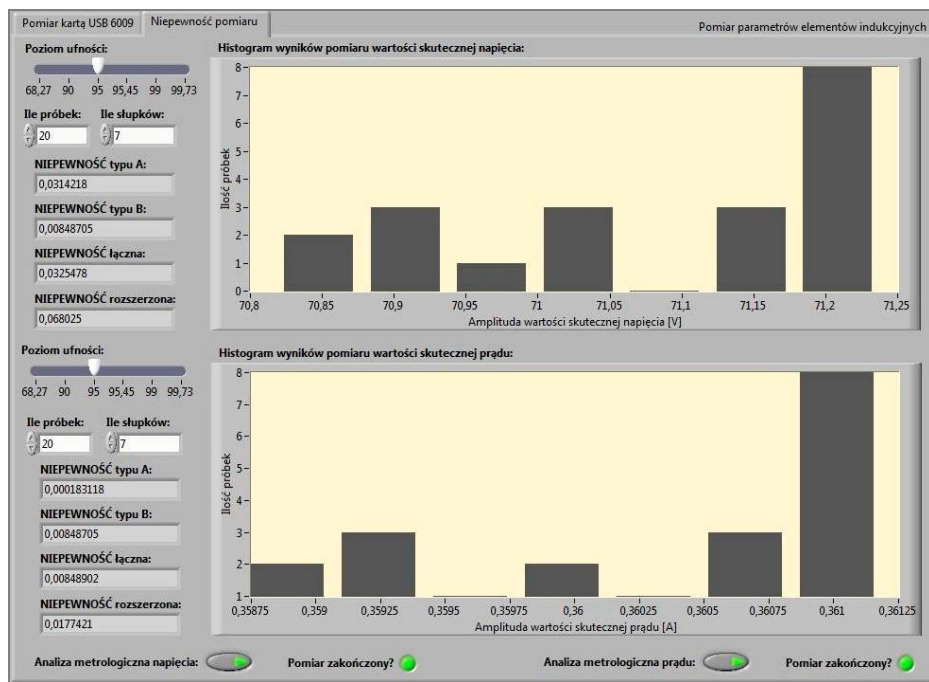 Pomiar kartą USB 6009 Niepewność pomiaru Pomiar parametrów elementów indukcyjnych
Poziom ufności:
68,27 90 95 95,45 99 99,73
Ile próbek: Ile słupków:
20 7
NIEPEWNOŚĆ typu A:
0,0314218
NIEPEWNOŚĆ typu B:
0,00848705
NIEPEWNOŚĆ łączna:
0,0325478
NIEPEWNOŚĆ rozszerzona:
0,068025
Histogram wyników pomiaru wartości skutecznej napięcia:
Ilość próbek
8
7
6
5
4
3
2
1
0
70,8 70,85 70,9 70,95 71 71,05 71,1 71,15 71,2 71,25
Amplituda wartości skutecznej napięcia [V]
Poziom ufności:
68,27 90 95 95,45 99 99,73
Ile próbek: Ile słupków:
20 7
NIEPEWNOŚĆ typu A:
0,000183118
NIEPEWNOŚĆ typu B:
0,00848705
NIEPEWNOŚĆ łączna:
0,00848902
NIEPEWNOŚĆ rozszerzona:
0,0177421
Histogram wyników pomiaru wartości skutecznej prądu:
Ilość próbek
8
7
6
5
4
3
2
1
0,35875 0,359 0,35925 0,3595 0,35975 0,36 0,36025 0,3605 0,36075 0,361 0,36125
Amplituda wartości skutecznej prądu [A]
Analiza metrologiczna napięcia: Pomiar zakończony? Analiza metrologiczna prądu: Pomiar zakończony?